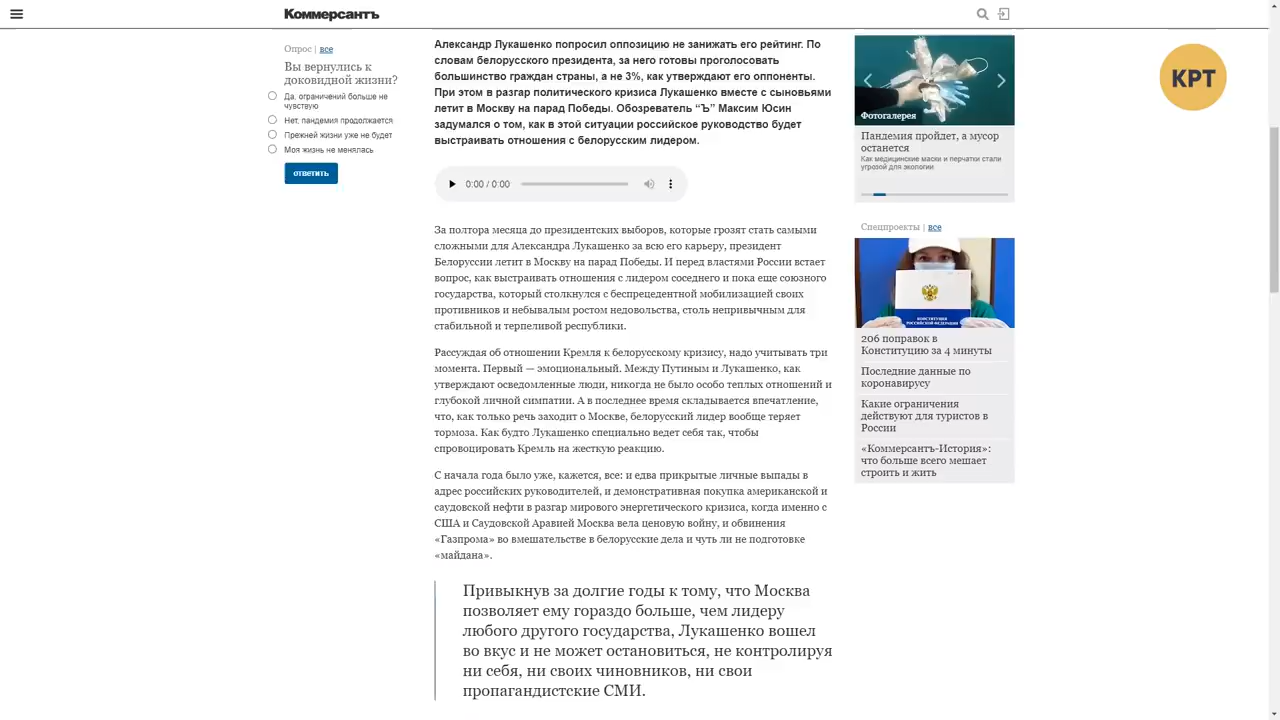 Коммерсантъ
Опрос | все
Вы вернулись к
доковидной жизни?
Да, ограничений больше не
чувствую
Нет, пандемия продолжается
Прежней жизни уже не будет
Моя жизнь не менялась
ответить
Александр Лукашенко попросил оппозицию не занижать его рейтинг. По
словам белорусского президента, за него готовы проголосовать
большинство граждан страны, а не 3%, как утверждают его оппоненты.
При этом в разгар политического кризиса Лукашенко вместе с сыновьями
летит в Москву на парад Победы. Обозреватель “Ъ” Максим Юсин
задумался о том, как в этой ситуации российское руководство будет
выстраивать отношения с белорусским лидером.
0:00 / 0:00
За полтора месяца до президентских выборов, которые грозят стать самыми
сложными для Александра Лукашенко за всю его карьеру, президент
Белоруссии летит в Москву на парад Победы. И перед властями России встает
вопрос, как выстраивать отношения с лидером соседнего и пока еще союзного
государства, который столкнулся с беспрецедентной мобилизацией своих
противников и небывалым ростом недовольства, столь непривычным для
стабильной и терпеливой республики.
Рассуждая об отношении Кремля к белорусскому кризису, надо учитывать три
момента. Первый — эмоциональный. Между Путиным и Лукашенко, как
утверждают осведомленные люди, никогда не было особо теплых отношений и
глубокой личной симпатии. А в последнее время складывается впечатление,
что, как только речь заходит о Москве, белорусский лидер вообще теряет
тормоза. Как будто Лукашенко специально ведет себя так, чтобы
спровоцировать Кремль на жесткую реакцию.
С начала года было уже, кажется, все: и едва прикрытые личные выпады в
адрес российских руководителей, и демонстративная покупка американской и
саудовской нефти в разгар мирового энергетического кризиса, когда именно с
США и Саудовской Аравией Москва вела ценовую войну, и обвинения
«Газпрома» во вмешательстве в белорусские дела и чуть ли не подготовке
«майдана».
Привыкнув за долгие годы к тому, что Москва
позволяет ему гораздо больше, чем лидеру
любого другого государства, Лукашенко вошел
во вкус и не может остановиться, не контролируя
ни себя, ни своих чиновников, ни свои
пропагандистские СМИ.
Фотогалерея
Пандемия пройдет, а мусор
останется
Как медицинские маски и перчатки стали
угрозой для экологии
Спецпроекты | все
КОНСТИТУЦИЯ
РОССИЙСКОЙ ФЕДЕРАЦИИ
206 поправок в
Конституцию за 4 минуты
Последние данные по
коронавирусу
Какие ограничения
действуют для туристов в
России
«Коммерсантъ-История»:
что больше всего мешает
строить и жить
КРТ